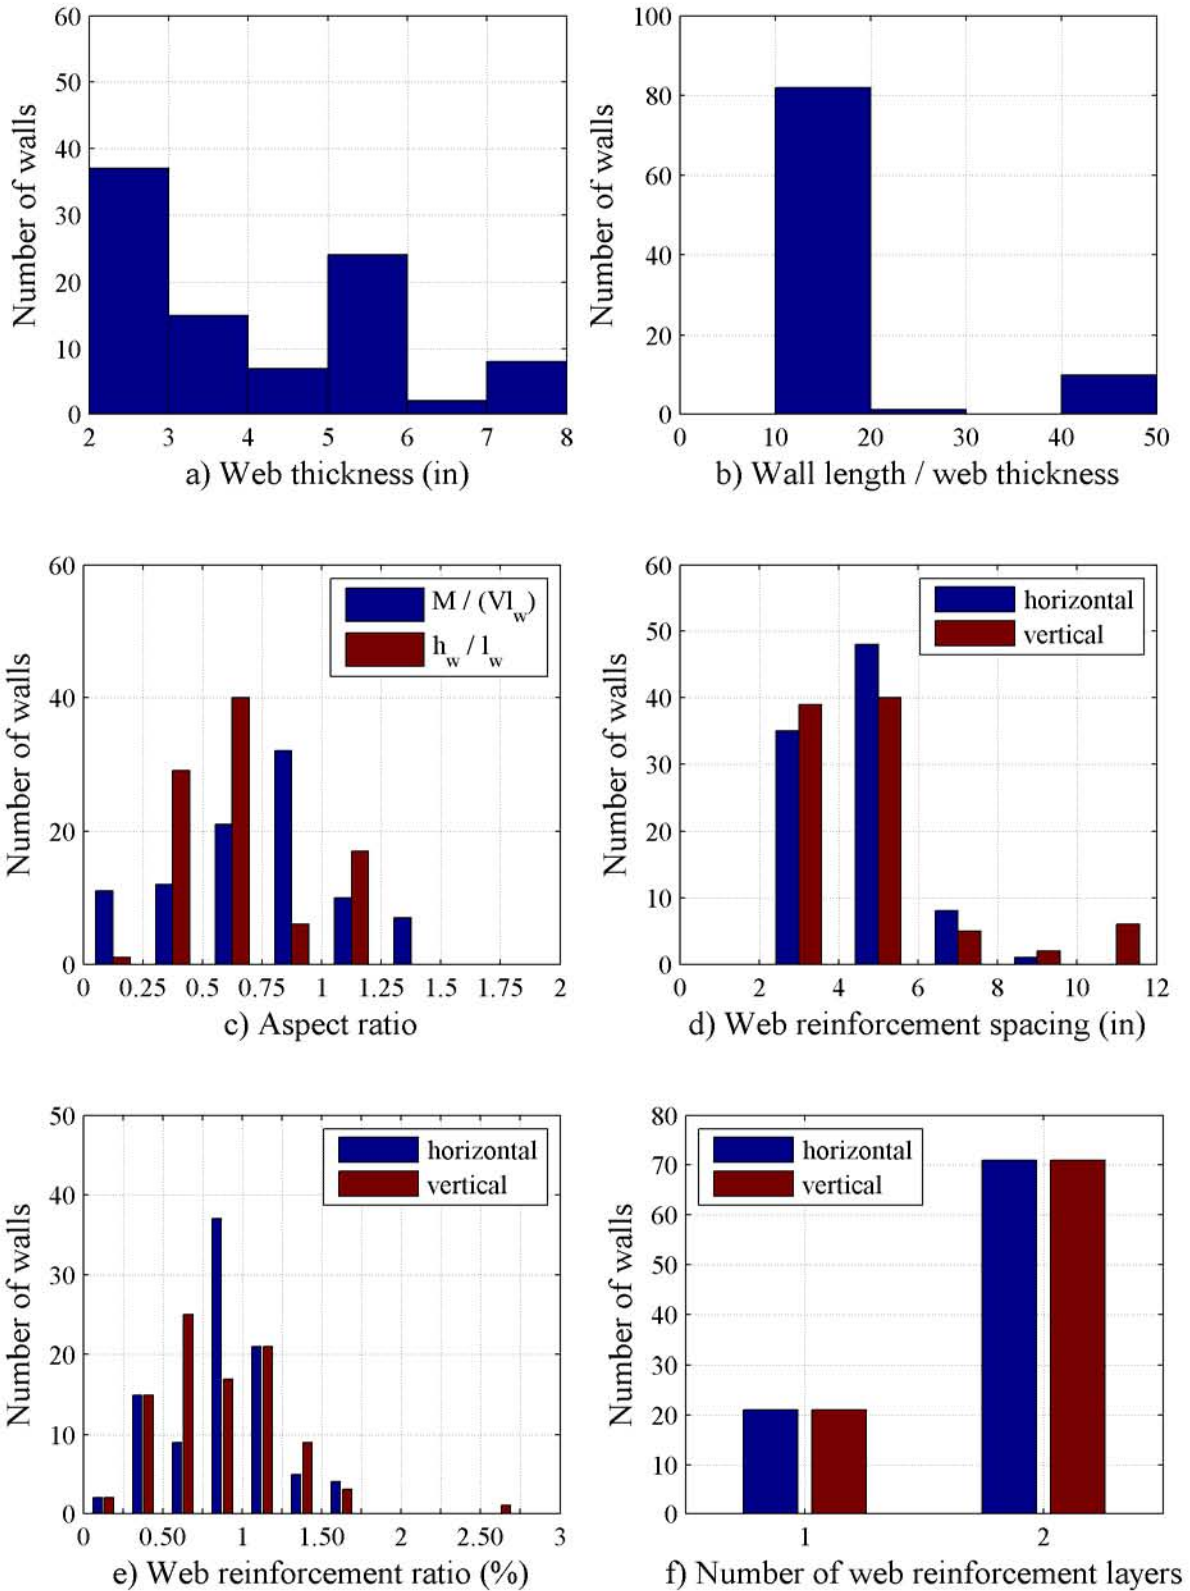 60
50
40
30
20
10
0
2 3 4 5 6 7 8
Number of walls
a) Web thickness (in)
100
80
60
40
20
0
0 10 20 30 40 50
Number of walls
b) Wall length / web thickness
60
40
20
0
0 0.25 0.5 0.75 1 1.25 1.5 1.75 2
Number of walls
M / (Vl_w)
h_w / l_w
c) Aspect ratio
60
50
40
30
20
10
0
0 2 4 6 8 10 12
Number of walls
horizontal
vertical
d) Web reinforcement spacing (in)
50
40
30
20
10
0
0 0.50 1 1.50 2 2.50 3
Number of walls
horizontal
vertical
e) Web reinforcement ratio (%)
80
70
60
50
40
30
20
10
0
1 2
Number of walls
horizontal
vertical
f) Number of web reinforcement layers